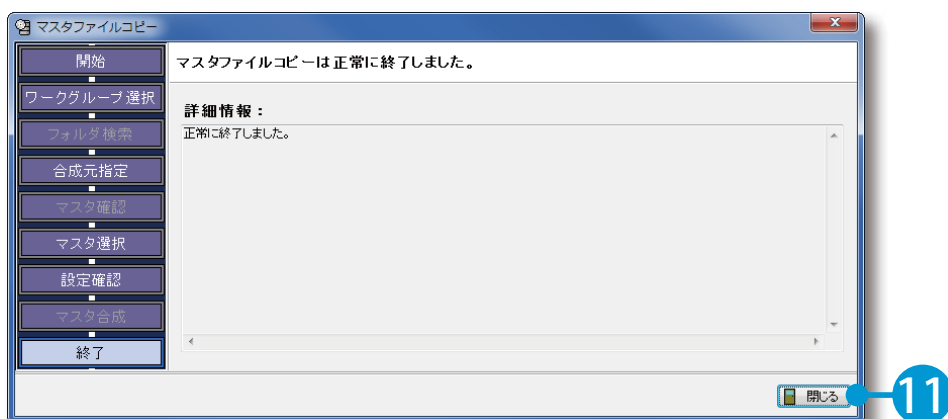 マスタファイルコピー
開始
マスタファイルコピーは正常に終了しました。
ワークグループ選択
詳細情報：
正常に終了しました。
フォルダ検索
合成元指定
マスタ確認
マスタ選択
設定確認
マスタ合成
終了
閉じる
11